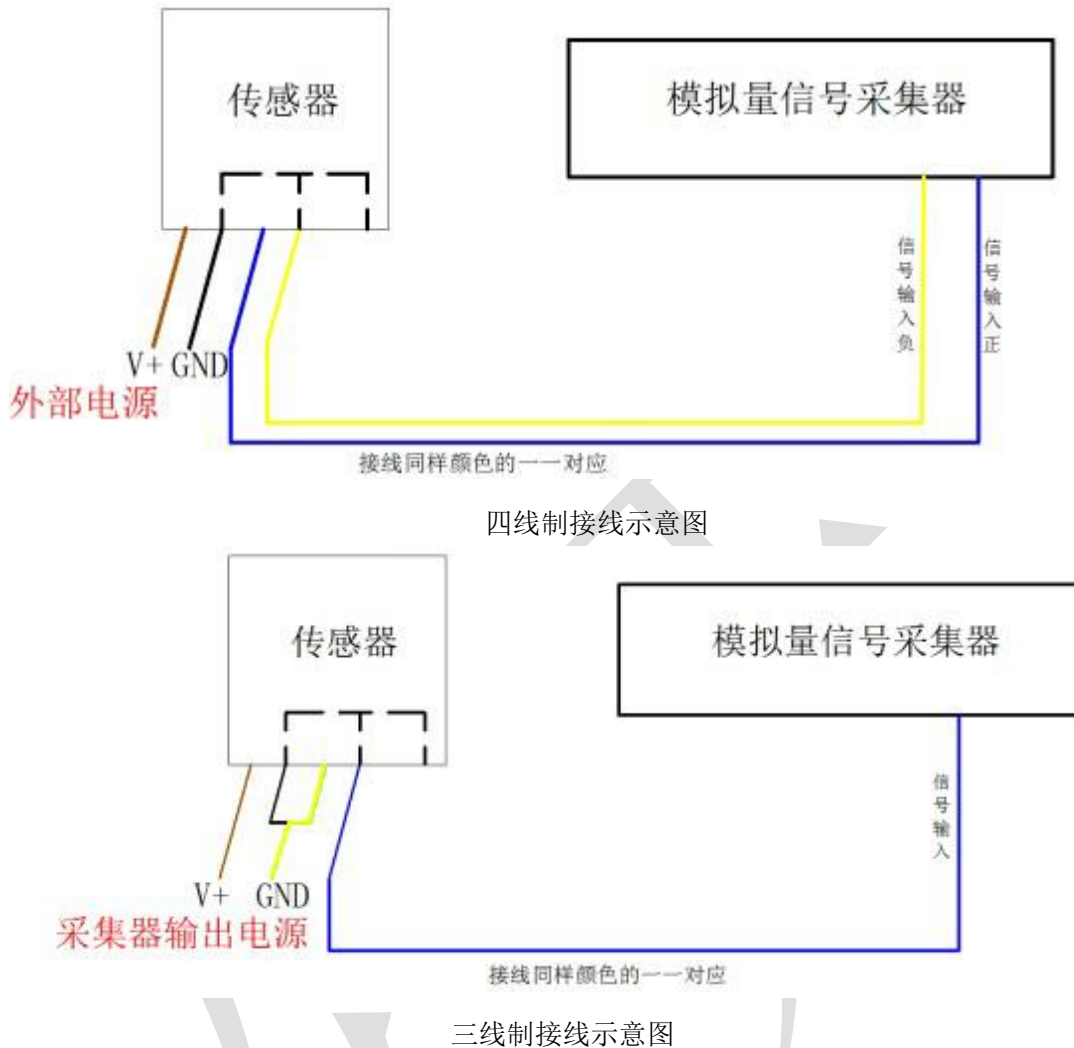 传感器
模拟量信号采集器
信号输入负
信号输入正
V+ GND
外部电源
接线同样颜色的一一对应
四线制接线示意图
传感器
模拟量信号采集器
信号输入
V+ GND
采集器输出电源
接线同样颜色的一一对应
三线制接线示意图